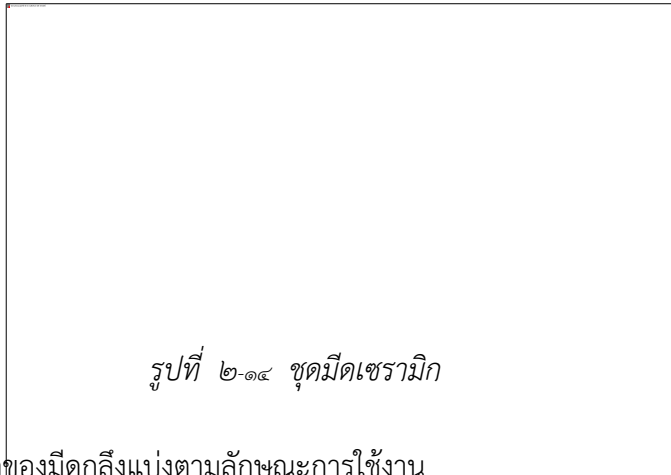 รูปที่ ๒-๑๔ ชุดมีดเซรามิก
ของมีดกลึงแบ่งตามลักษณะการใช้งาน